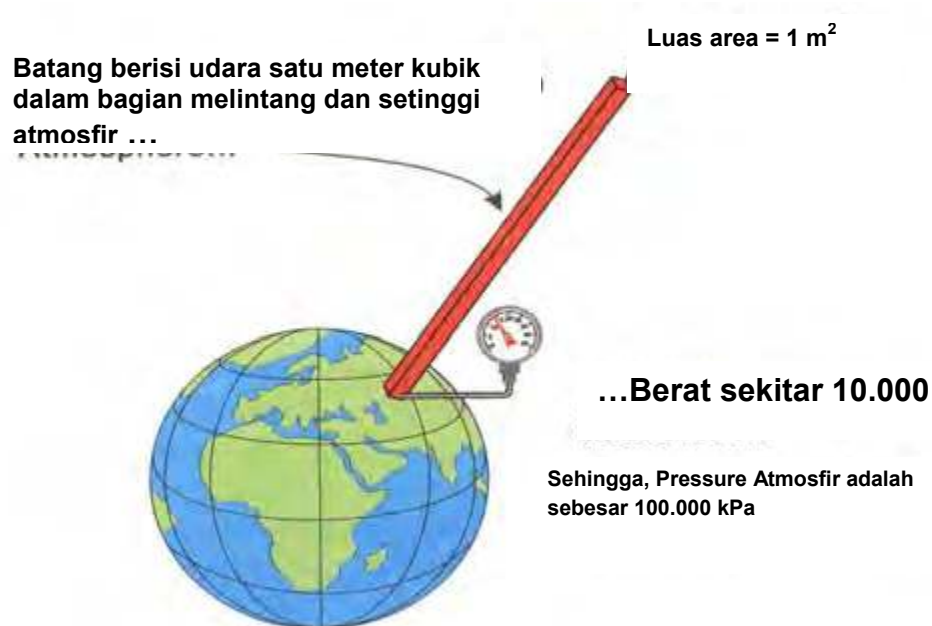 Luas area = 1 m²
Batang berisi udara satu meter kubik
dalam bagian melintang dan setinggi
atmosfir …
…Berat sekitar 10.000
Sehingga, Pressure Atmosfir adalah
sebesar 100.000 kPa